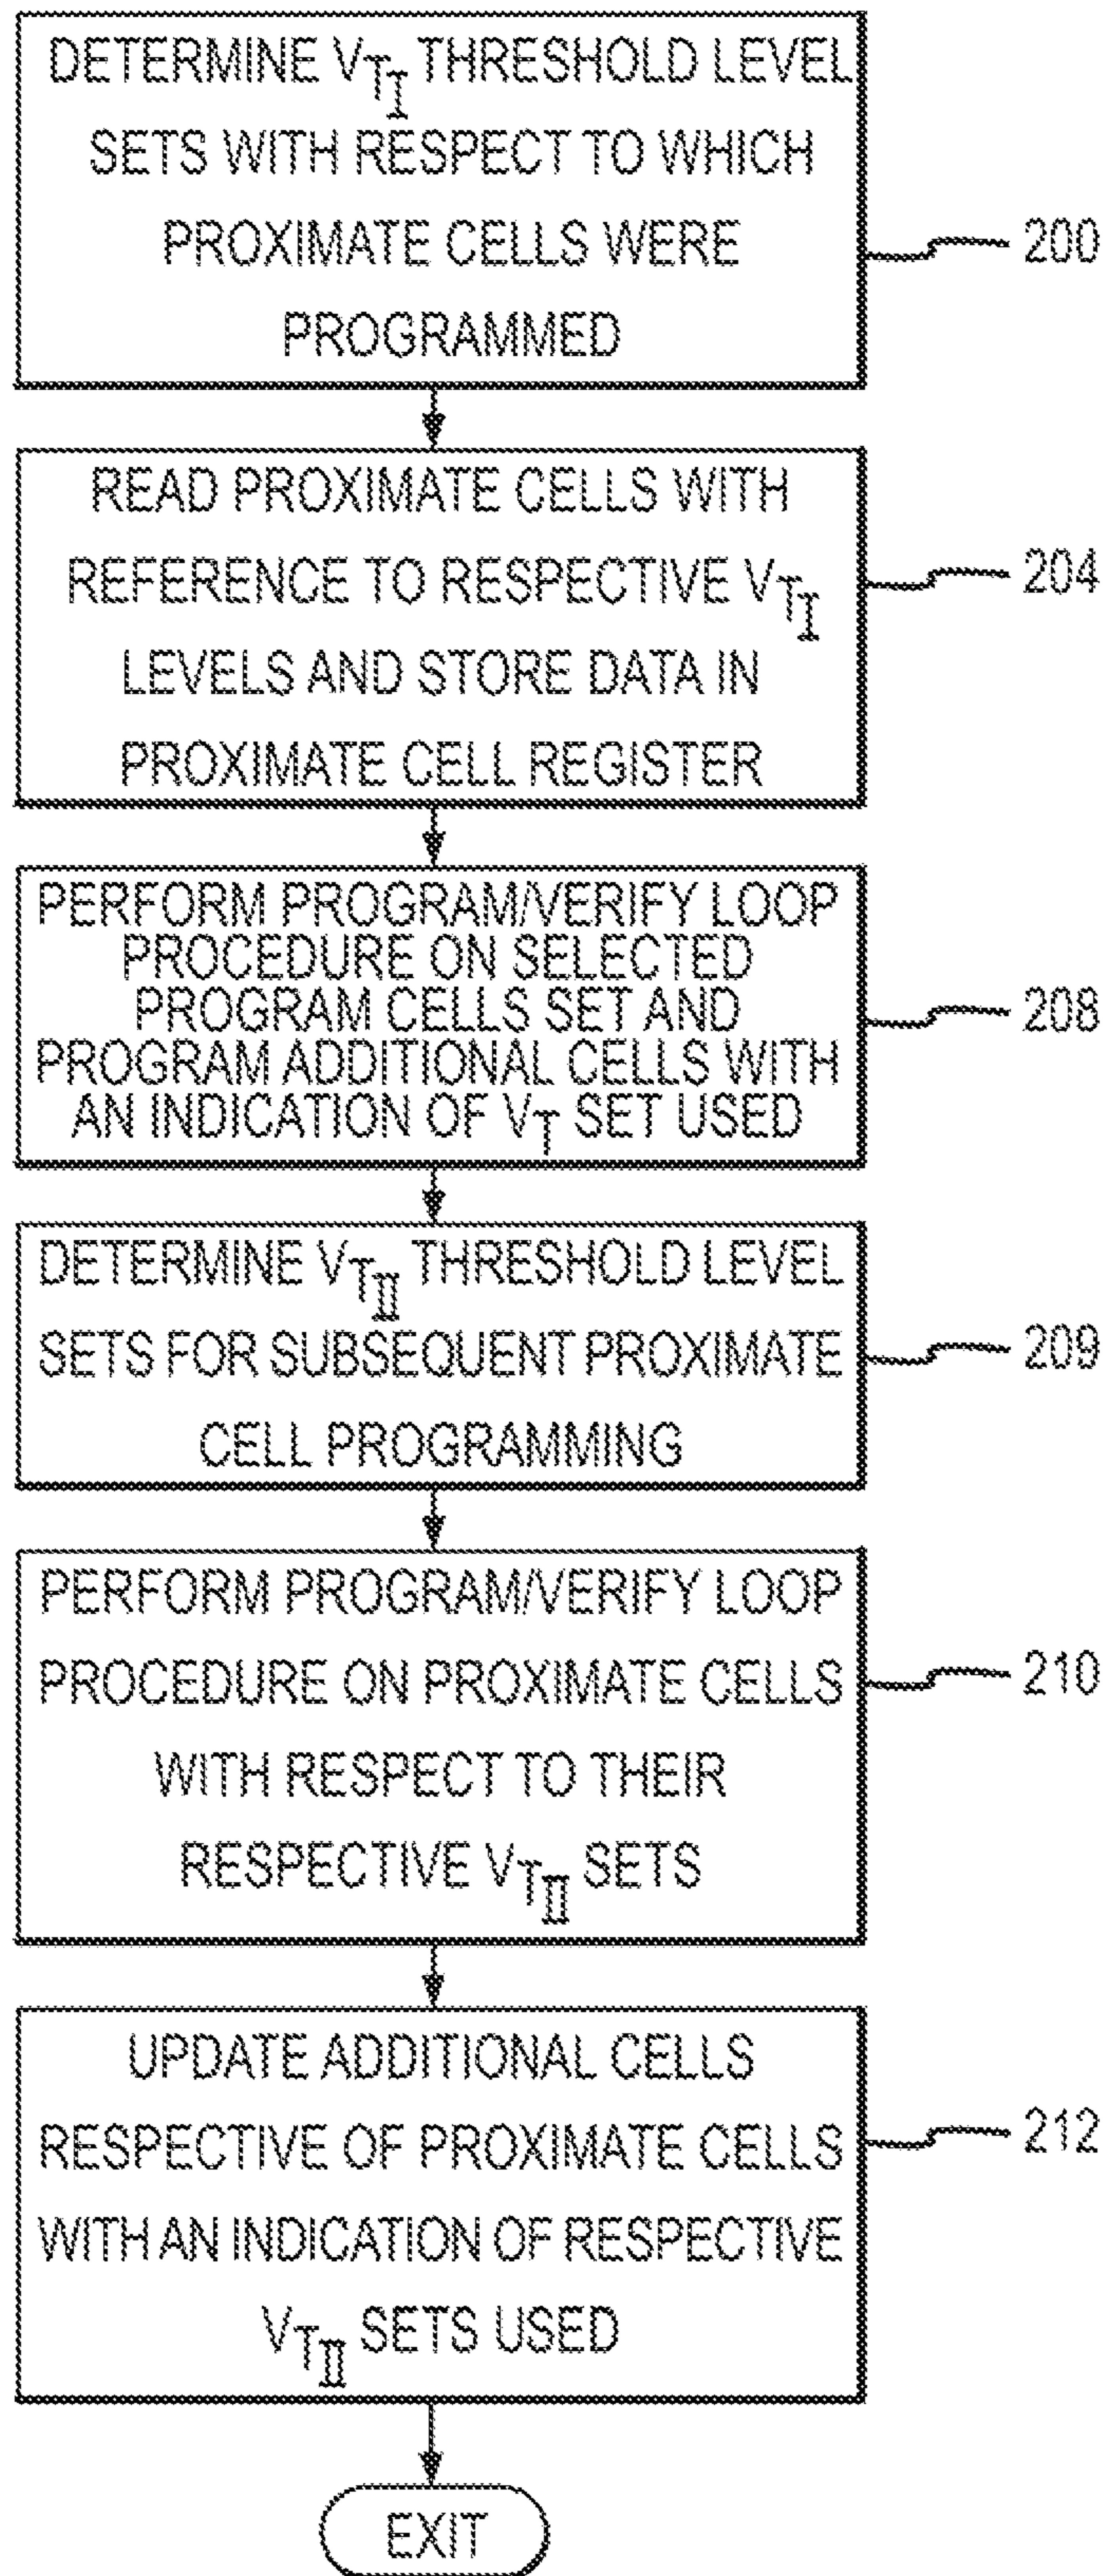 DETERMINE VTI THRESHOLD LEVEL
SETS WITH RESPECT TO WHICH
PROXIMATE CELLS WERE
PROGRAMMED
200
READ PROXIMATE CELLS WITH
REFERENCE TO RESPECTIVE VTI
LEVELS AND STORE DATA IN
PROXIMATE CELL REGISTER
204
PERFORM PROGRAM/VERIFY LOOP
PROCEDURE ON SELECTED
PROGRAM CELLS SET AND
PROGRAM ADDITIONAL CELLS WITH
AN INDICATION OF VT SET USED
208
DETERMINE VTII THRESHOLD LEVEL
SETS FOR SUBSEQUENT PROXIMATE
CELL PROGRAMMING
209
PERFORM PROGRAM/VERIFY LOOP
PROCEDURE ON PROXIMATE CELLS
WITH RESPECT TO THEIR
RESPECTIVE VTII SETS
210
UPDATE ADDITIONAL CELLS
RESPECTIVE OF PROXIMATE CELLS
WITH AN INDICATION OF RESPECTIVE
VTII SETS USED
212
EXIT